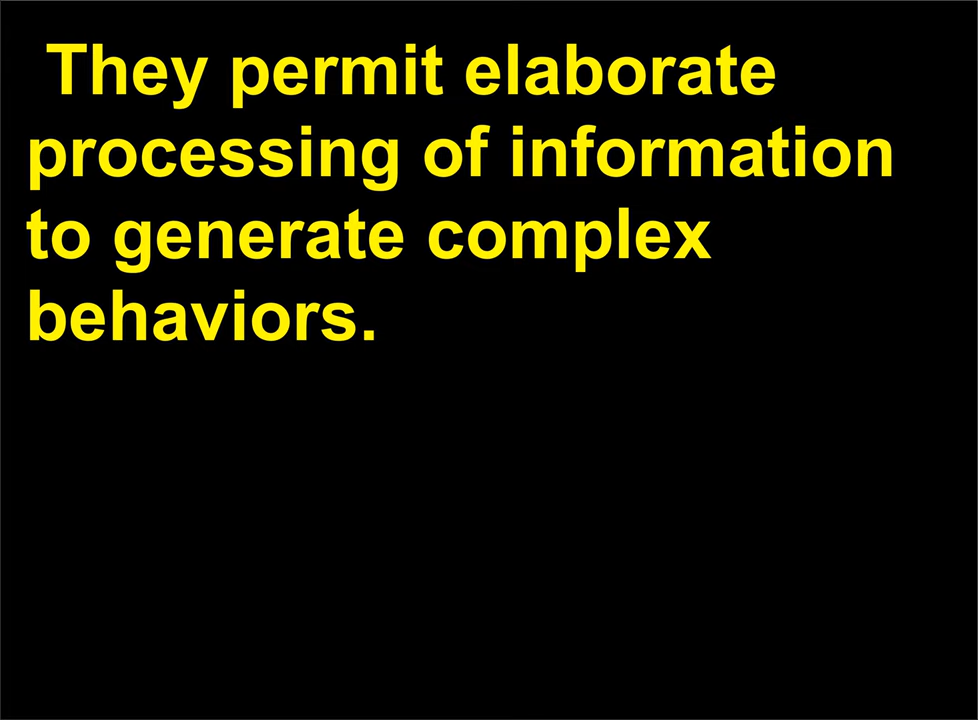 They permit elaborate
processing of information
to generate complex
behaviors.